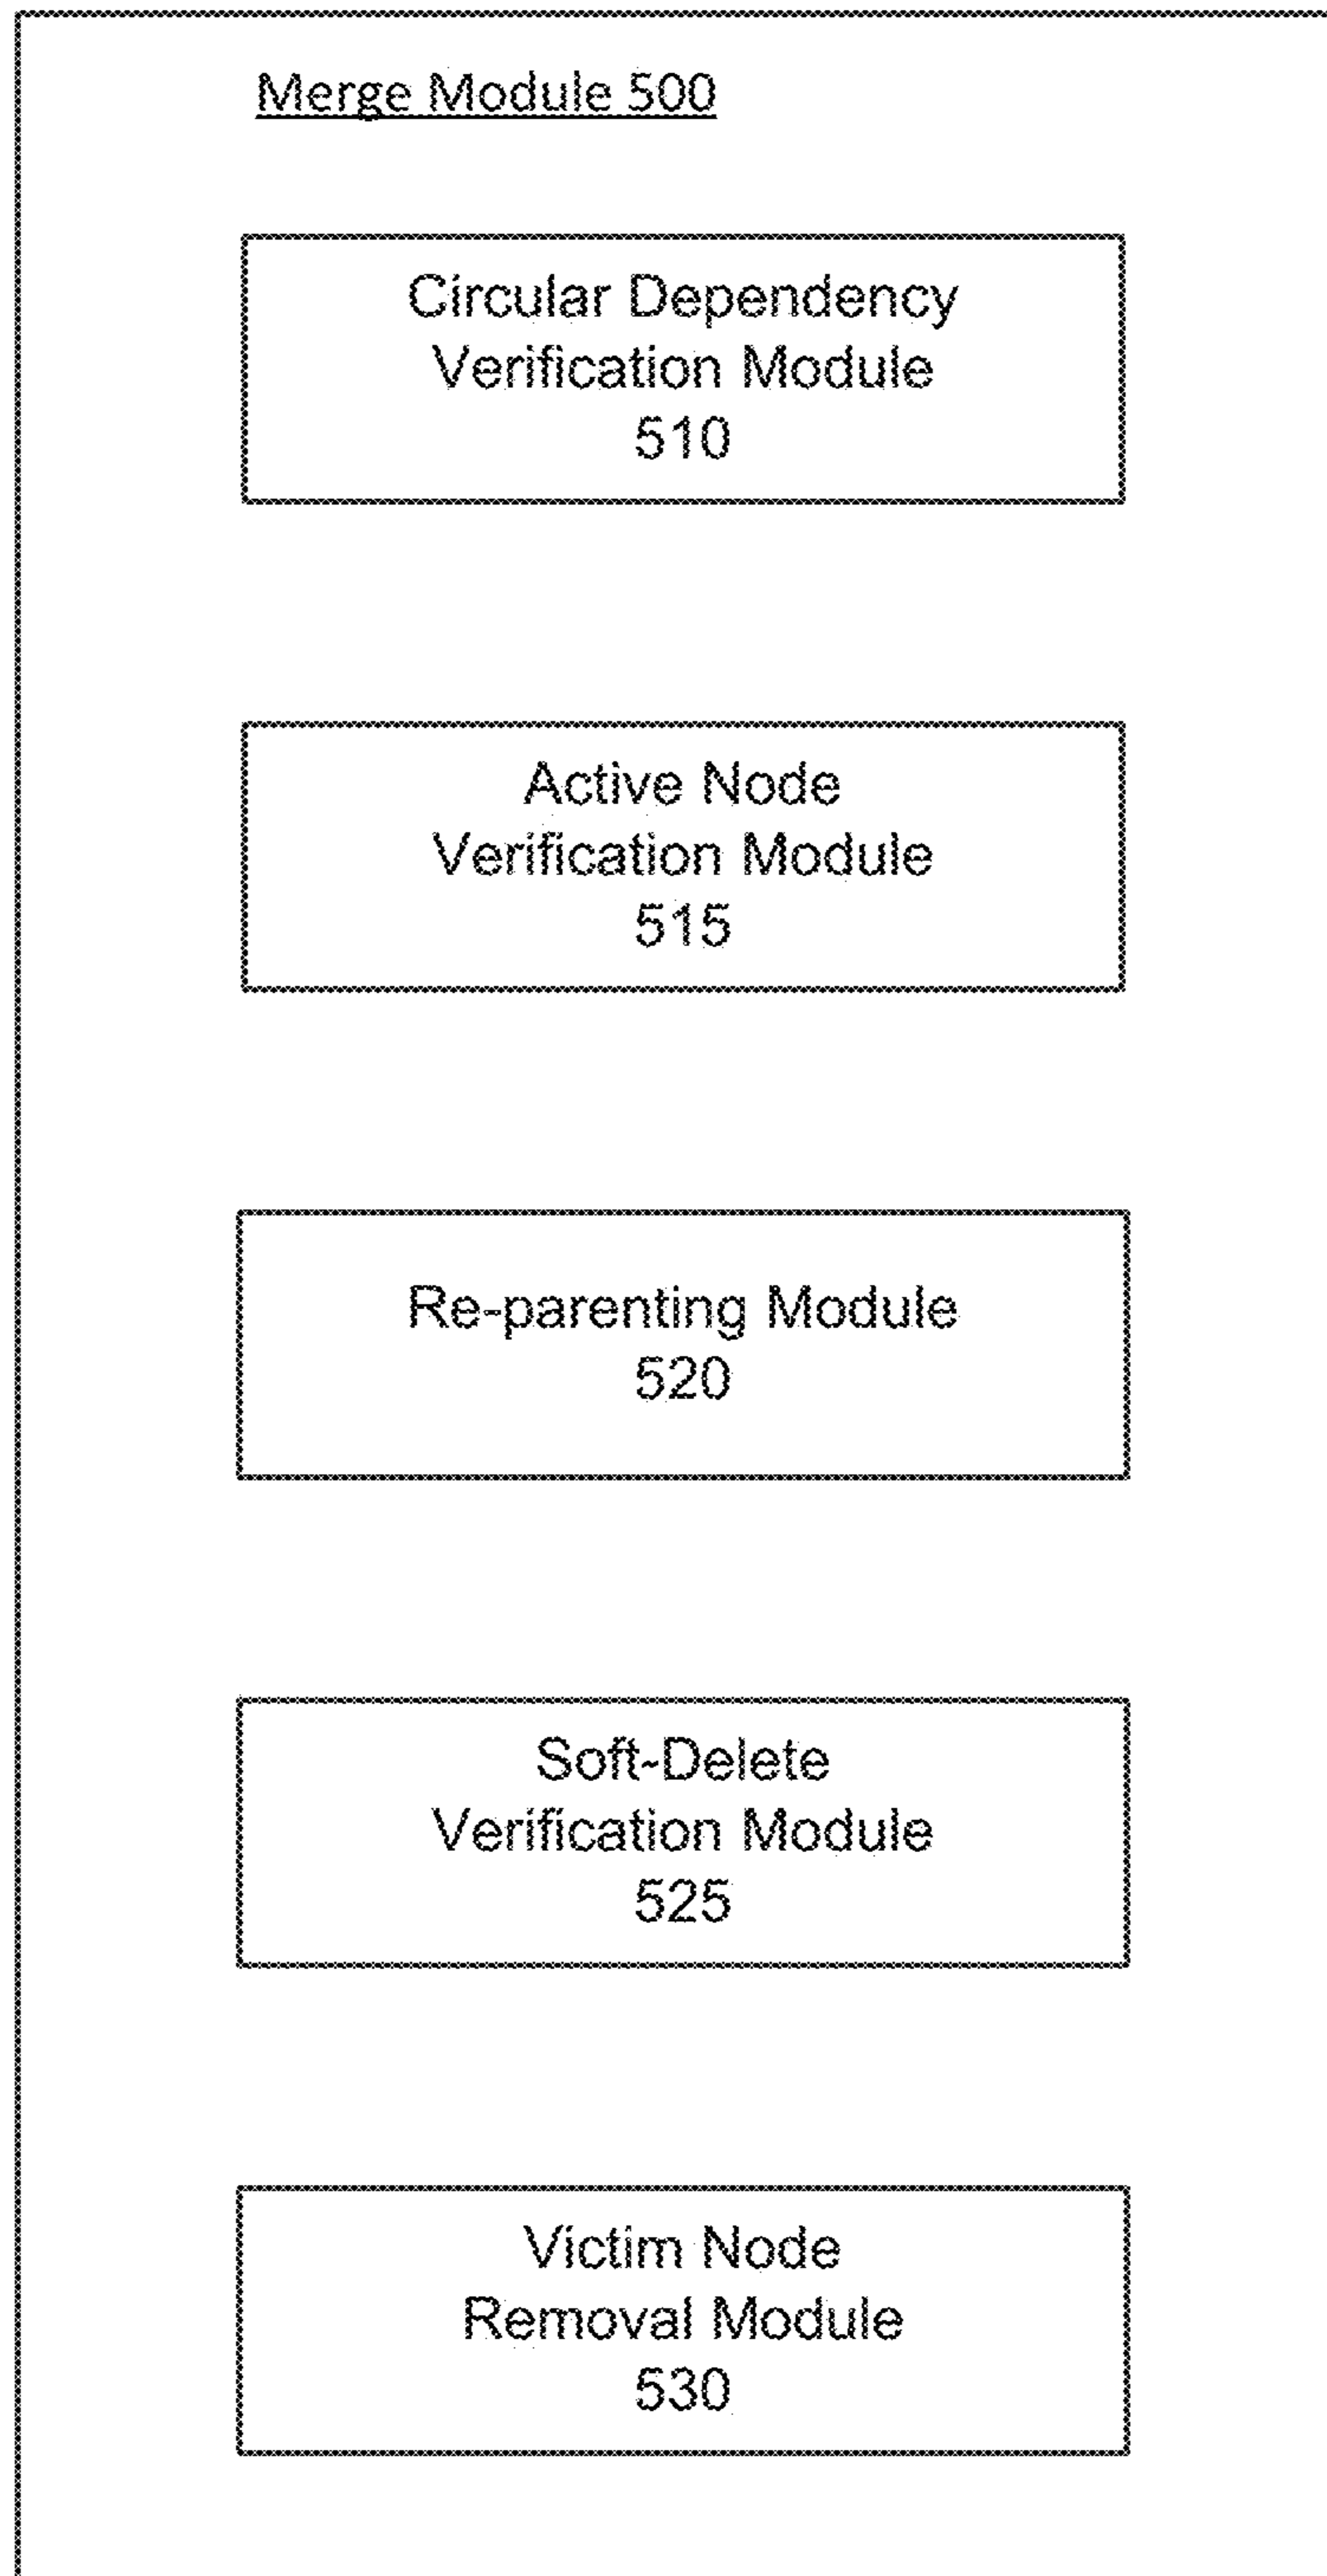 Merge Module 500
Circular Dependency
Verification Module
510
Active Node
Verification Module
515
Re-parenting Module
520
Soft-Delete
Verification Module
525
Victim Node
Removal Module
530